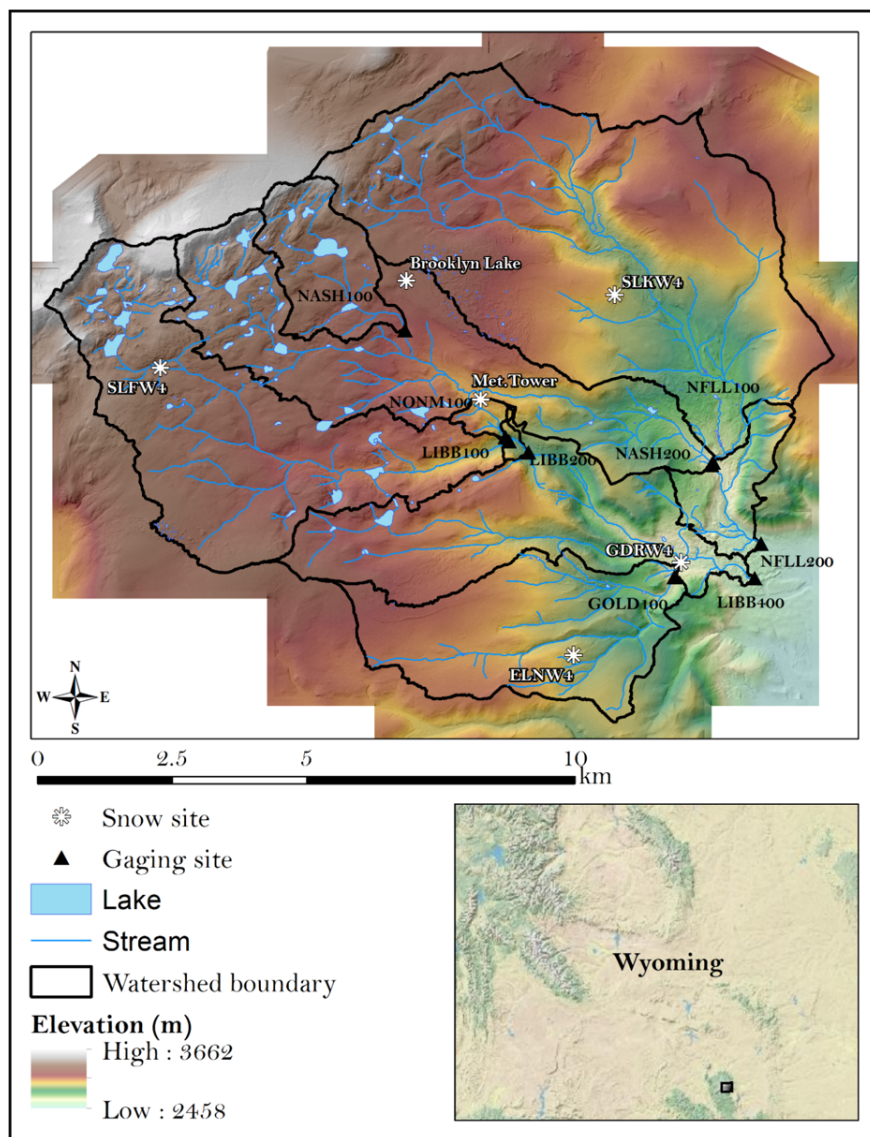 Brooklyn Lake
SLKW4
NASH100
SLFW4
Met.Tower
NONM100
NFLL100
LIBB100
LIBB200
NASH200
GDRW4
NFLL200
GOLD100
LIBB400
ELNW4
N
W E
S
0 2.5 5 10
km
Snow site
Gaging site
Lake
Stream
Watershed boundary
Elevation (m)
High : 3662
Low : 2458
Wyoming